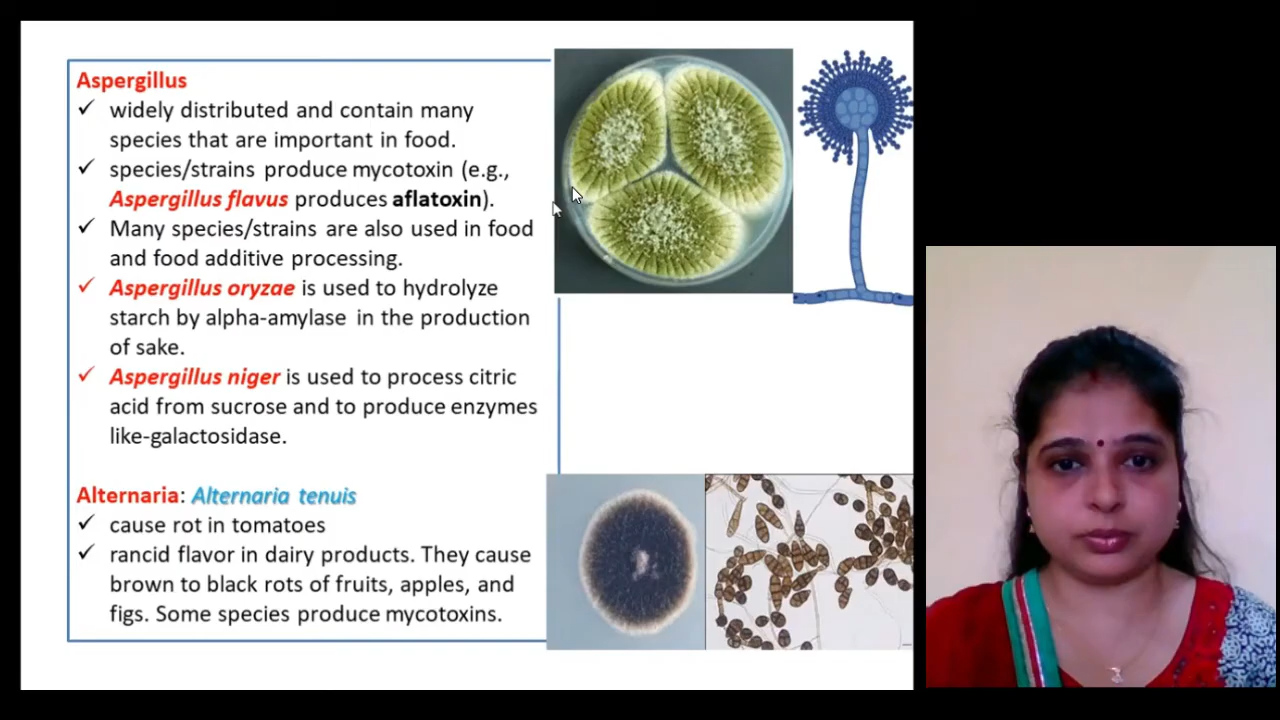 Aspergillus
✓ widely distributed and contain many
species that are important in food.
✓ species/strains produce mycotoxin (e.g.,
Aspergillus flavus produces aflatoxin).
✓ Many species/strains are also used in food
and food additive processing.
✓ Aspergillus oryzae is used to hydrolyze
starch by alpha-amylase in the production
of sake.
✓ Aspergillus niger is used to process citric
acid from sucrose and to produce enzymes
like-galactosidase.
Alternaria: Alternaria tenuis
✓ cause rot in tomatoes
✓ rancid flavor in dairy products. They cause
brown to black rots of fruits, apples, and
figs. Some species produce mycotoxins.